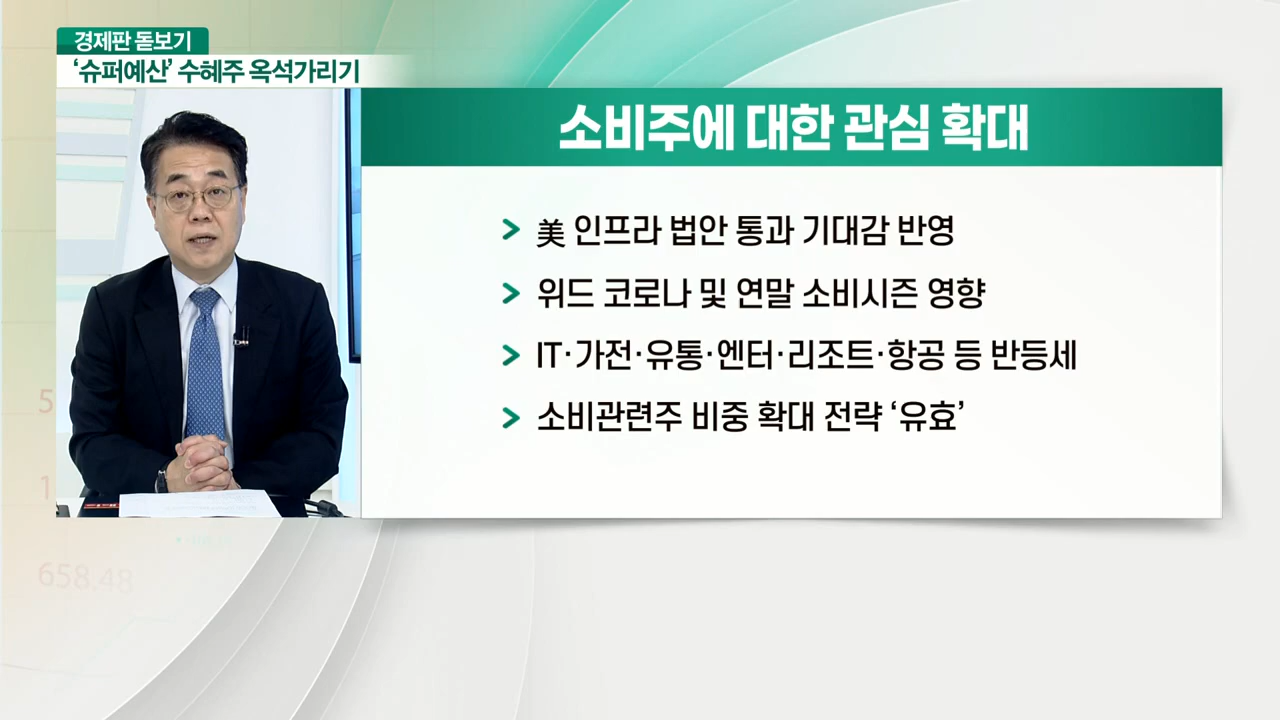 경제판 돋보기
‘슈퍼예산’ 수혜주 옥석가리기
소비주에 대한 관심 확대
> 美 인프라 법안 통과 기대감 반영
> 위드 코로나 및 연말 소비시즌 영향
> IT·가전·유통·엔터·리조트·항공 등 반등세
> 소비관련주 비중 확대 전략 ‘유효’
5
1
658.48